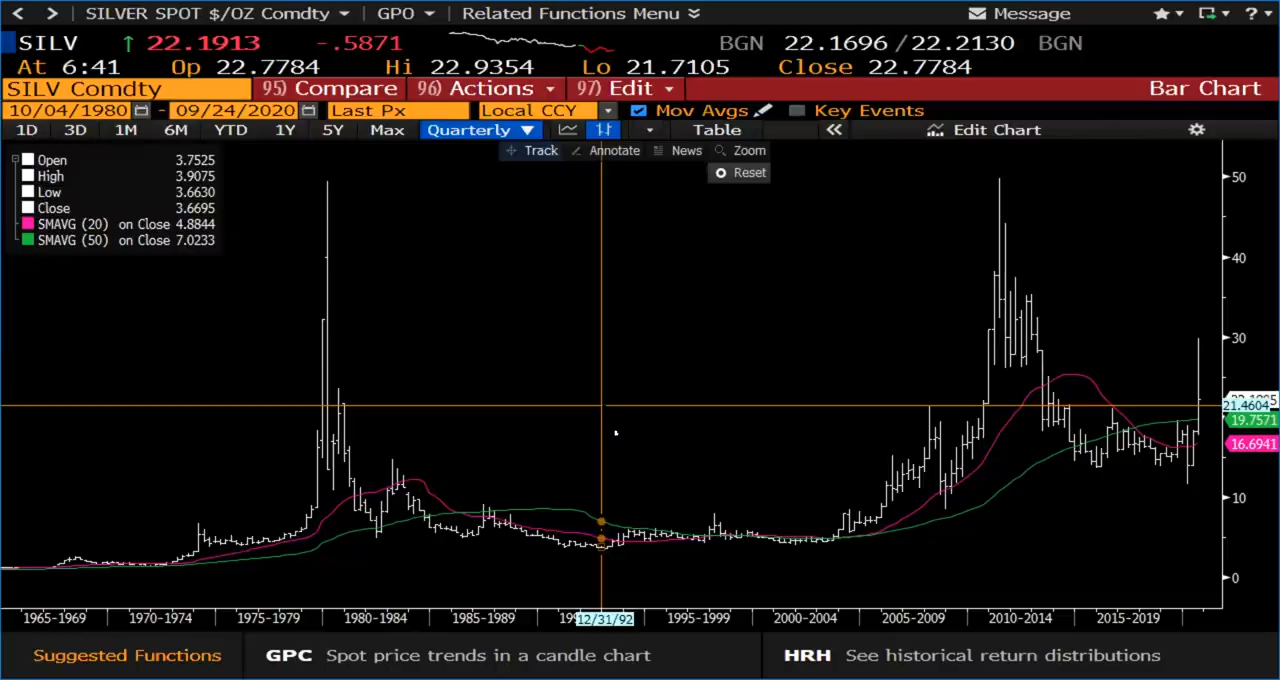 < > SILVER SPOT $/OZ Comdty GPO Related Functions Menu Message ?
SILV ↑ 22.1913 -.5871 BGN 22.1696 / 22.2130 BGN
At 6:41 Op 22.7784 Hi 22.9354 Lo 21.7105 Close 22.7784
SILV Comdty 95) Compare 96) Actions 97) Edit Bar Chart
10/04/1980 - 09/24/2020 Last Px Local CCY Mov Avgs Key Events
1D 3D 1M 6M YTD 1Y 5Y Max Quarterly ▼ Table « Edit Chart
Track Annotate News Zoom
Reset
Open 3.7525
High 3.9075
Low 3.6630
Close 3.6695
SMAVG (20) on Close 4.8844
SMAVG (50) on Close 7.0233
50
40
30
21.4604
19.7571
16.6941
10
0
1965-1969 1970-1974 1975-1979 1980-1984 1985-1989 12/31/92 1995-1999 2000-2004 2005-2009 2010-2014 2015-2019
Suggested Functions GPC Spot price trends in a candle chart HRH See historical return distributions